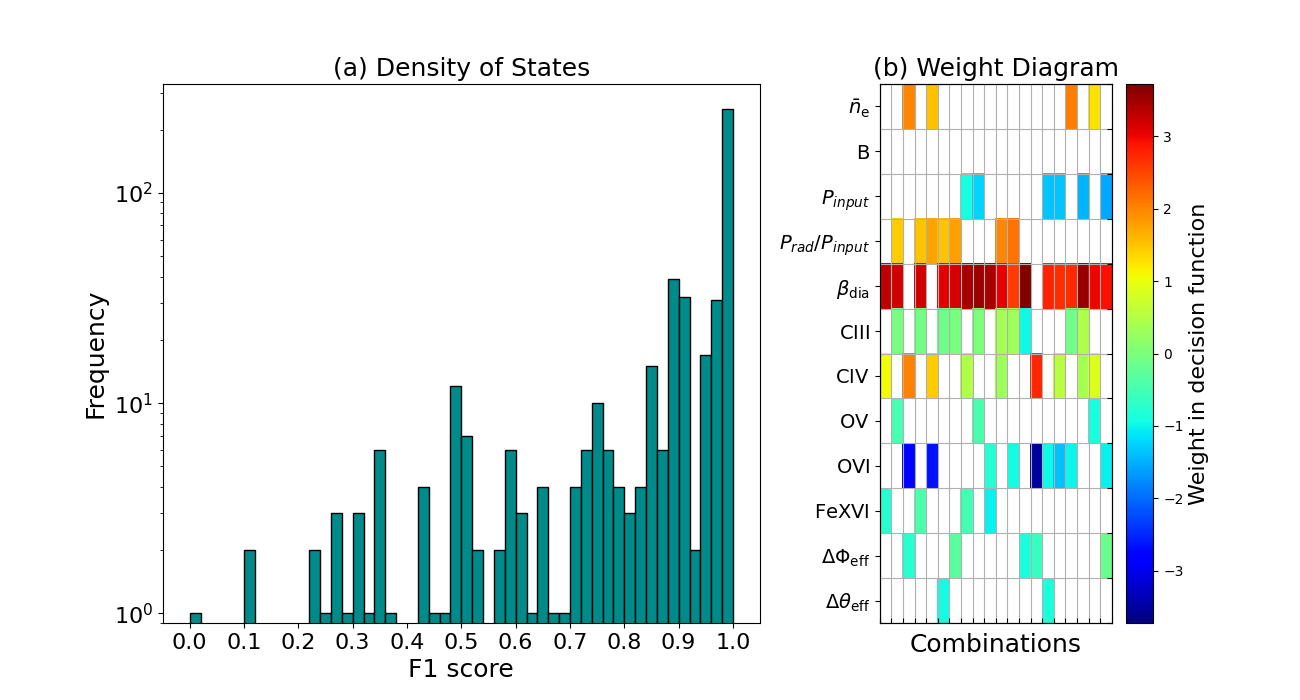 (a) Density of States
Frequency
10²
10¹
10⁰
0.0 0.1 0.2 0.3 0.4 0.5 0.6 0.7 0.8 0.9 1.0
F1 score
(b) Weight Diagram
n̄e
B
Pinput
Prad/Pinput
βdia
CIII
CIV
OV
OVI
FeXVI
ΔΦeff
Δθeff
Combinations
3
2
1
0
−1
−2
−3
Weight in decision function